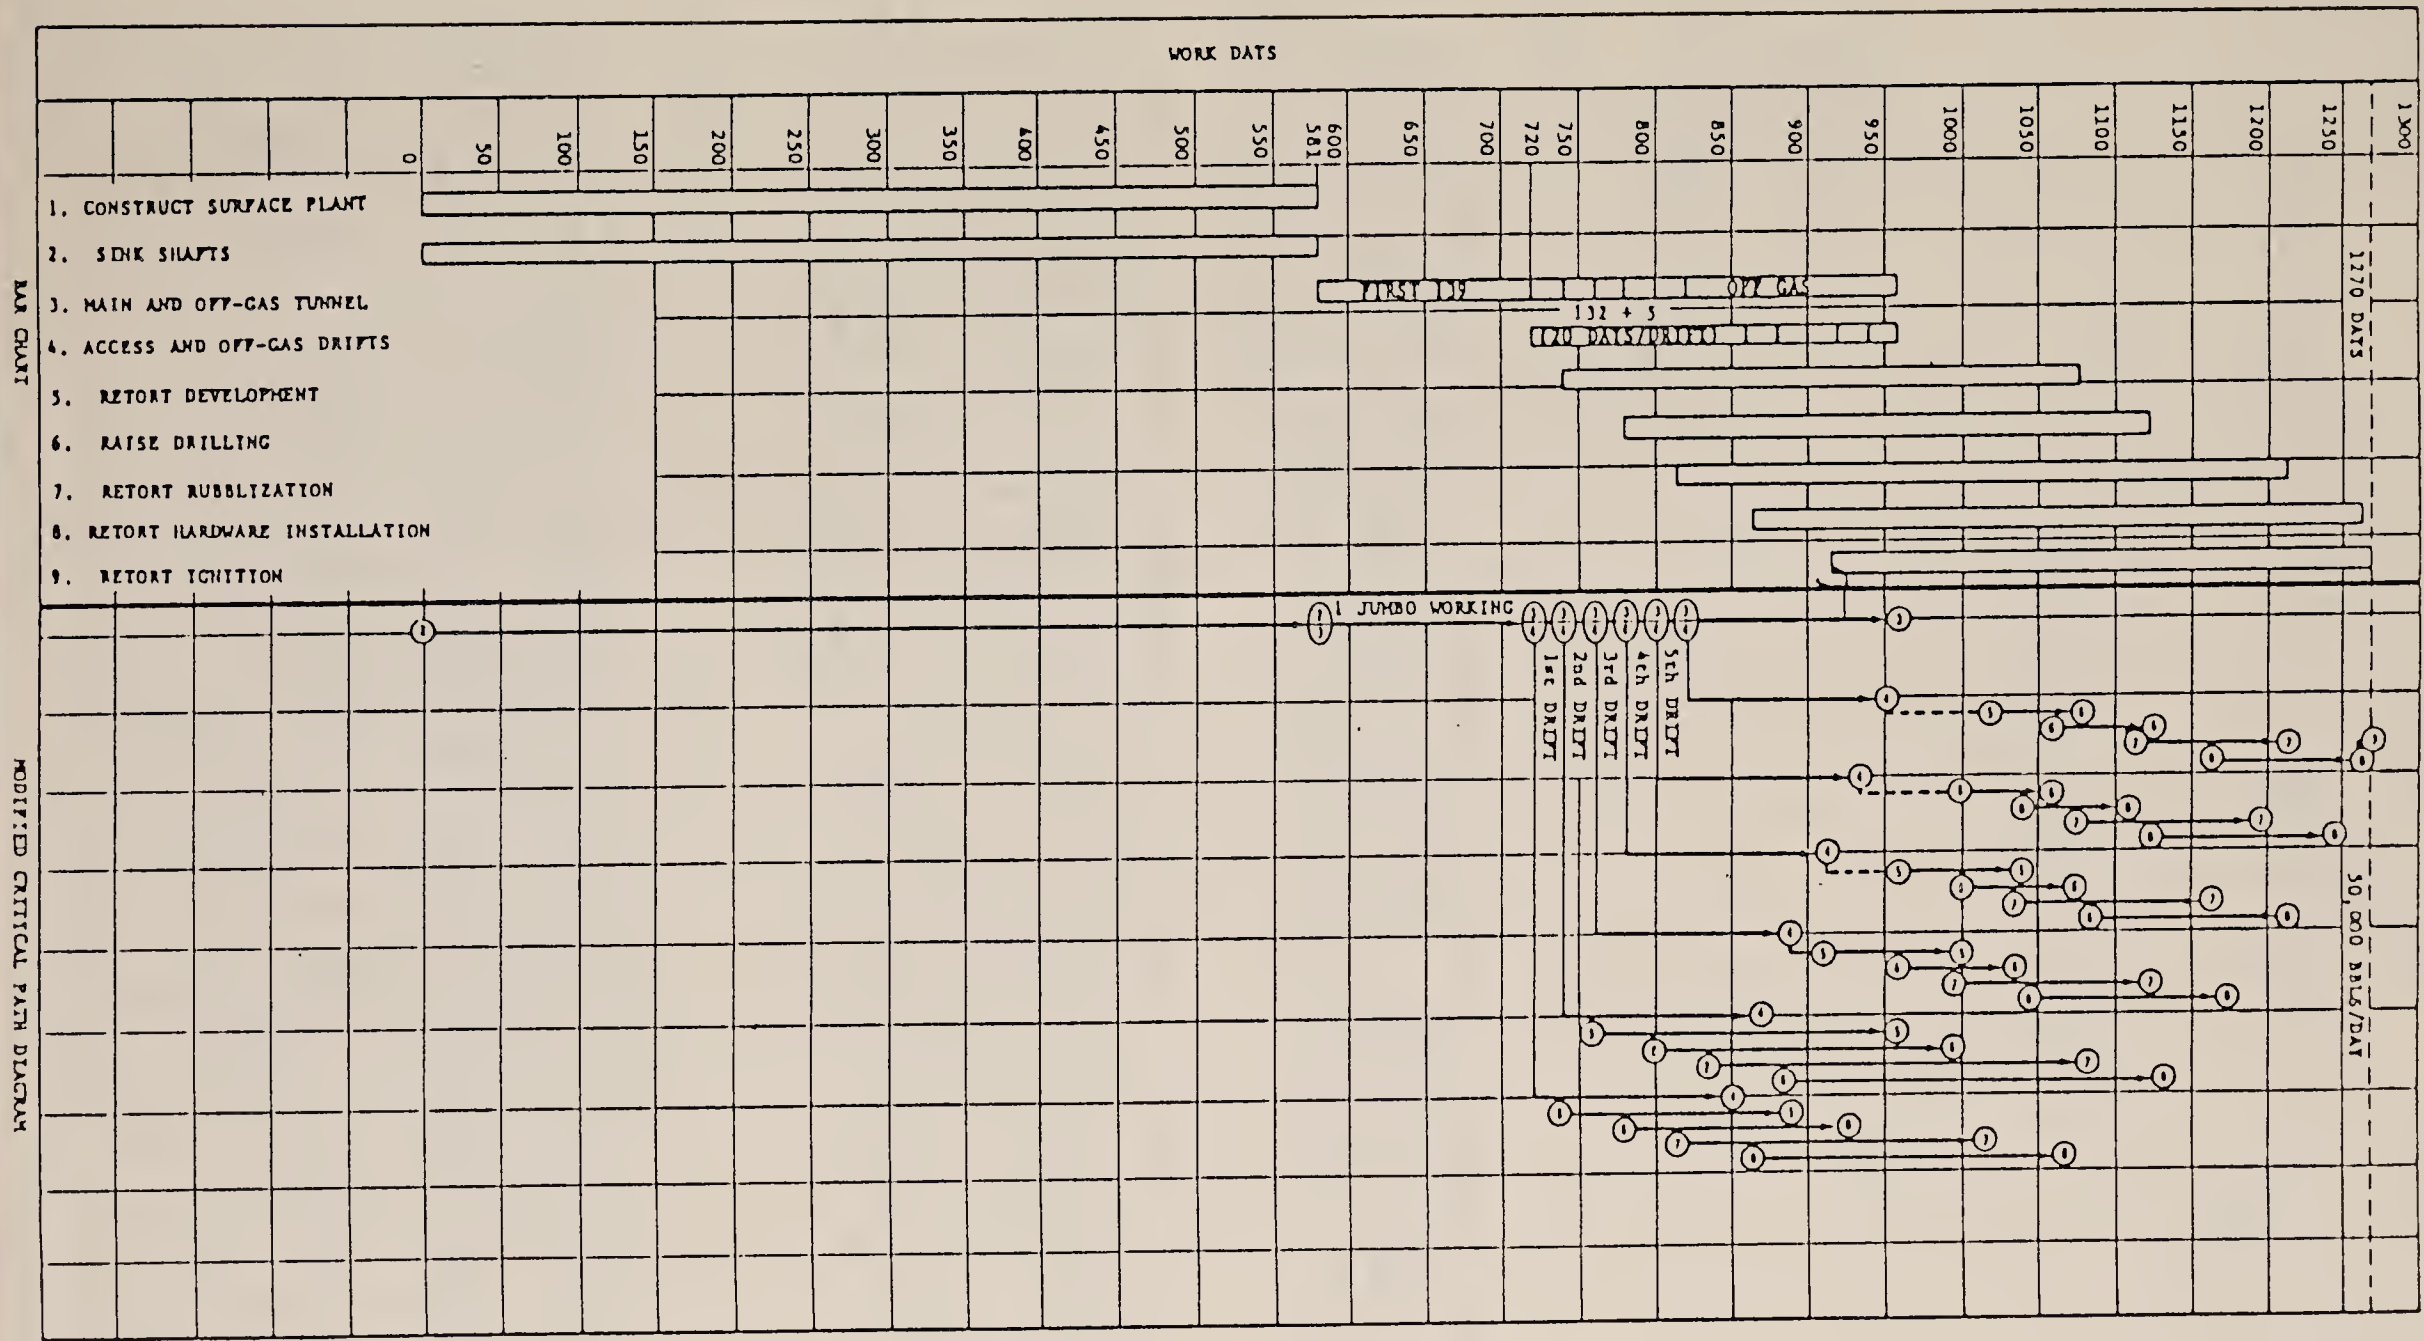 WORK DAYS
0
50
100
150
200
250
300
350
400
450
500
550
581
600
650
700
720
750
800
850
900
950
1000
1050
1100
1150
1200
1250
1300
BAR CHART
1. CONSTRUCT SURFACE PLANT
2. SINK SHAFTS
3. MAIN AND OFF-GAS TUNNEL
FIRST 139
OFF GAS
132 + 5
4. ACCESS AND OFF-GAS DRIFTS
120 DAYS/DRIFT
5. RETORT DEVELOPMENT
6. RAISE DRILLING
7. RETORT RUBBLIZATION
8. RETORT HARDWARE INSTALLATION
9. RETORT IGNITION
1270 DAYS
MODIFIED CRITICAL PATH DIAGRAM
1 JUMBO WORKING
1st DRIFT
2nd DRIFT
3rd DRIFT
4th DRIFT
5th DRIFT
50,000 BBLS/DAY